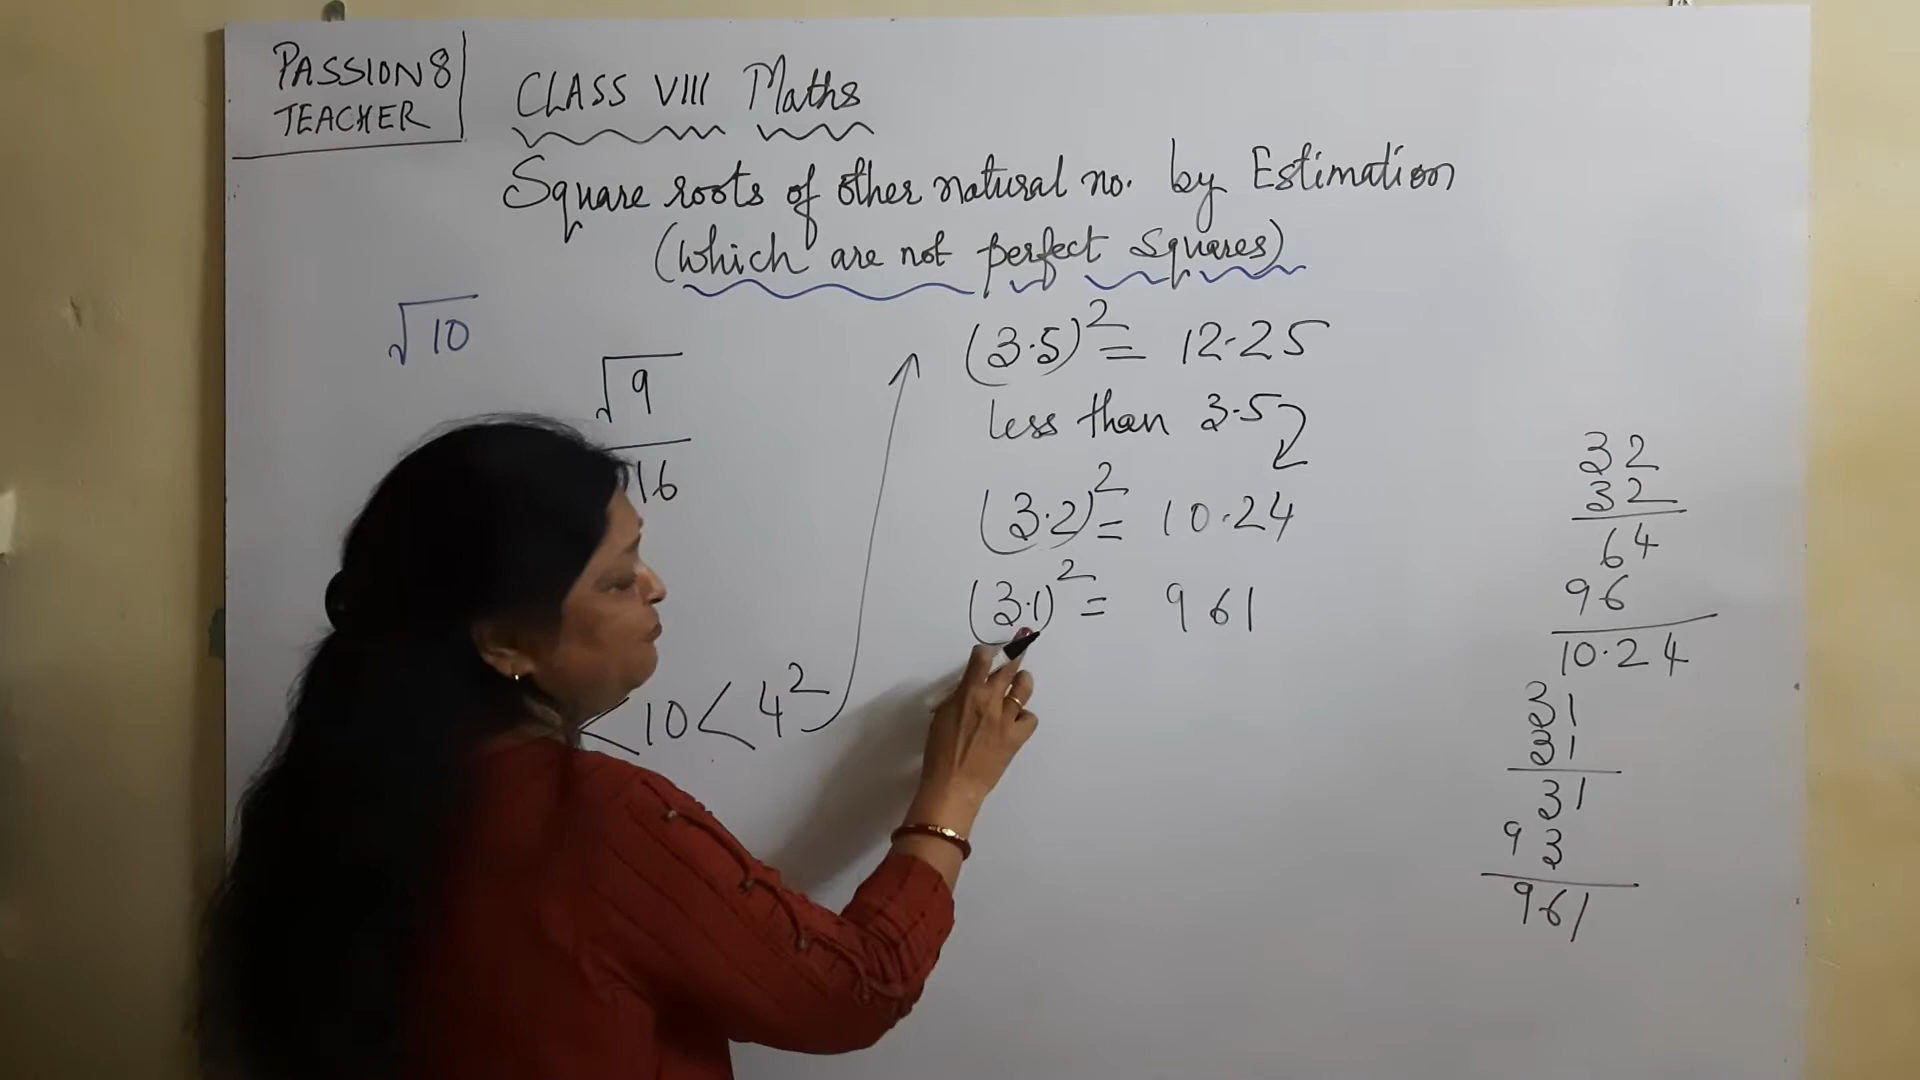 PASSION8
TEACHER
CLASS VIII Maths
Square roots of other natural no. by Estimation
(which are not perfect squares)
√10
√9
16
<10<4²
(3.5)² = 12.25
less than 3.5
(3.2)² = 10.24
(3.1)² = 961
32
32
64
96
10.24
31
31
31
93
961